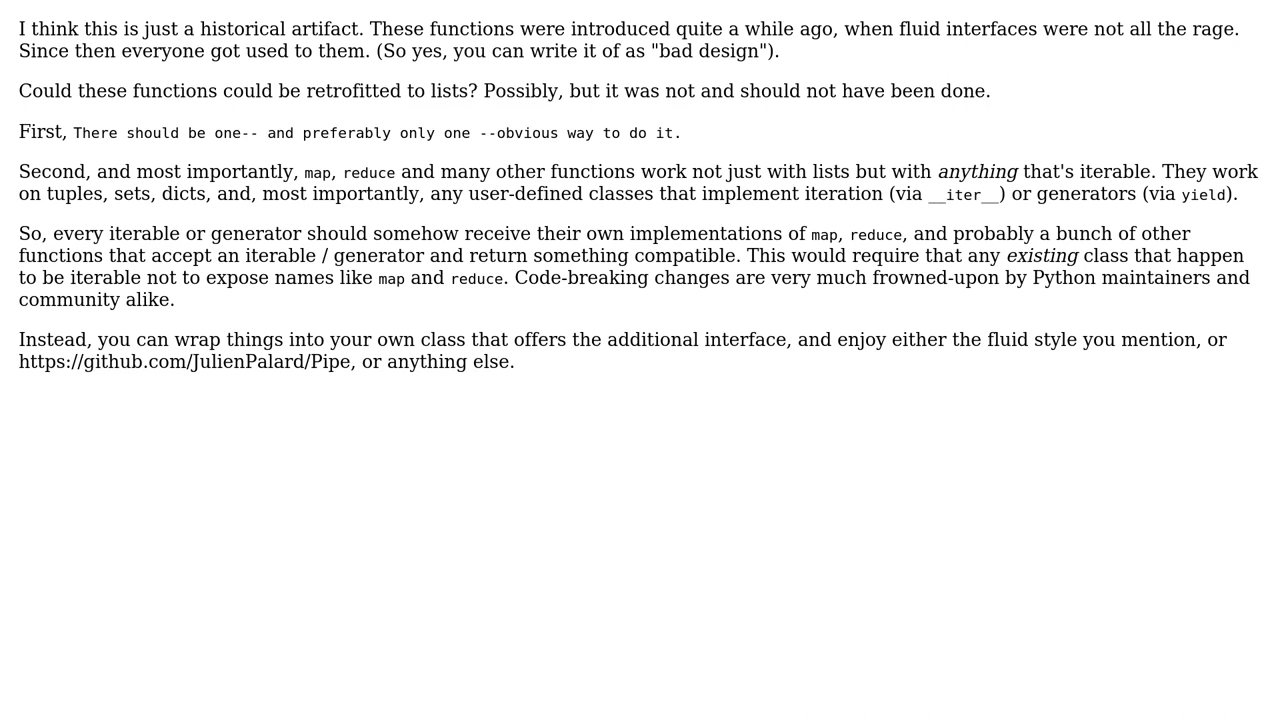 I think this is just a historical artifact. These functions were introduced quite a while ago, when fluid interfaces were not all the rage.
Since then everyone got used to them. (So yes, you can write it of as "bad design").
Could these functions could be retrofitted to lists? Possibly, but it was not and should not have been done.
First, There should be one-- and preferably only one --obvious way to do it.
Second, and most importantly, map, reduce and many other functions work not just with lists but with anything that's iterable. They work
on tuples, sets, dicts, and, most importantly, any user-defined classes that implement iteration (via __iter__) or generators (via yield).
So, every iterable or generator should somehow receive their own implementations of map, reduce, and probably a bunch of other
functions that accept an iterable / generator and return something compatible. This would require that any existing class that happen
to be iterable not to expose names like map and reduce. Code-breaking changes are very much frowned-upon by Python maintainers and
community alike.
Instead, you can wrap things into your own class that offers the additional interface, and enjoy either the fluid style you mention, or
https://github.com/JulienPalard/Pipe, or anything else.